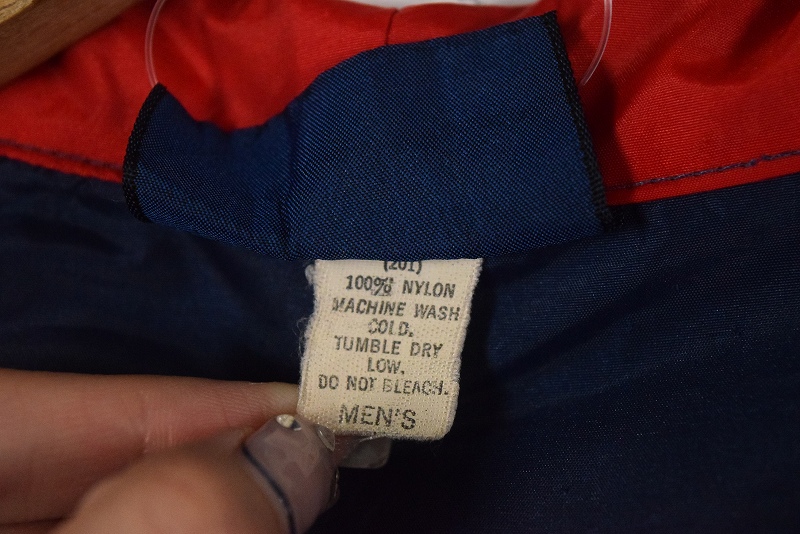 (201)
100% NYLON
MACHINE WASH
COLD.
TUMBLE DRY
LOW.
DO NOT BLEACH.
MEN'S